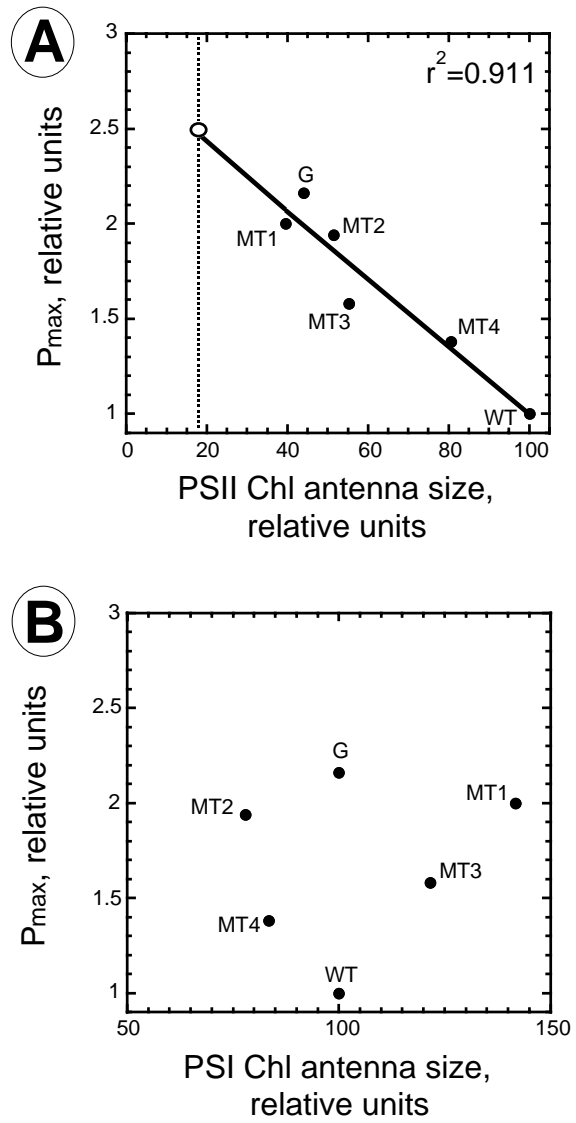 A
3
r2=0.911
2.5
G
2
MT1
MT2
MT3
1.5
MT4
WT
1
0
20
40
60
80
100
Pmax, relative units
PSII Chl antenna size,
relative units
B
3
2.5
G
2
MT2
MT1
MT3
1.5
MT4
WT
1
50
100
150
Pmax, relative units
PSI Chl antenna size,
relative units